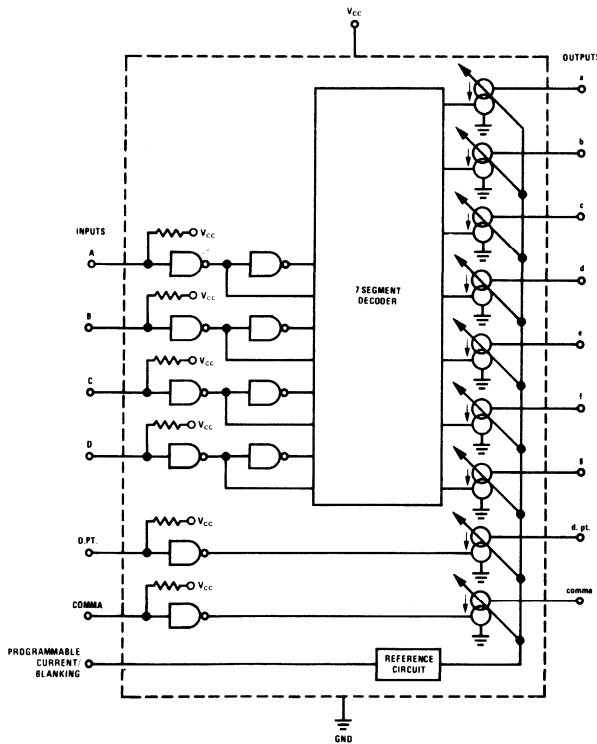 VCC
OUTPUTS
a
b
c
INPUTS
VCC
A
7 SEGMENT
DECODER
d
VCC
B
e
VCC
C
f
VCC
D
g
VCC
D.PT.
d. pt.
VCC
COMMA
comma
PROGRAMMABLE
CURRENT/
BLANKING
REFERENCE
CIRCUIT
GND